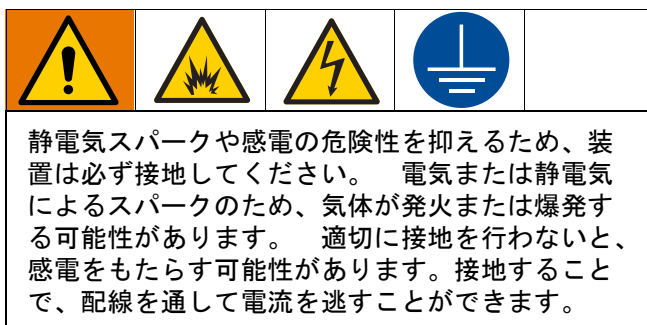 静電気スパークや感電の危険性を抑えるため、装
置は必ず接地してください。　電気または静電気
によるスパークのため、気体が発火または爆発す
る可能性があります。　適切に接地を行わないと、
感電をもたらす可能性があります。接地すること
で、配線を通して電流を逃すことができます。